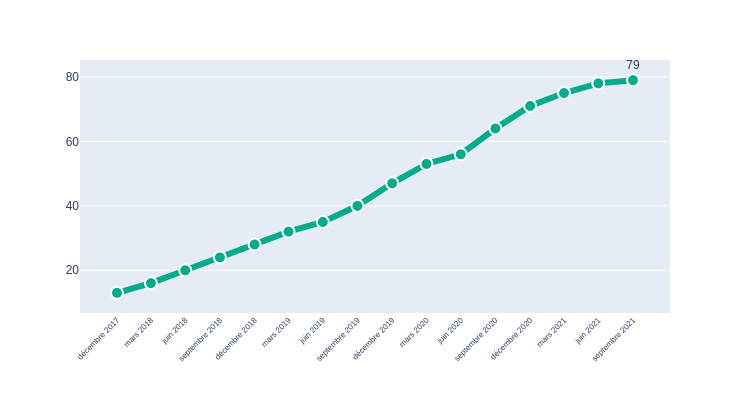 79
80
60
40
20
décembre 2017
mars 2018
juin 2018
septembre 2018
décembre 2018
mars 2019
juin 2019
septembre 2019
décembre 2019
mars 2020
juin 2020
septembre 2020
décembre 2020
mars 2021
juin 2021
septembre 2021